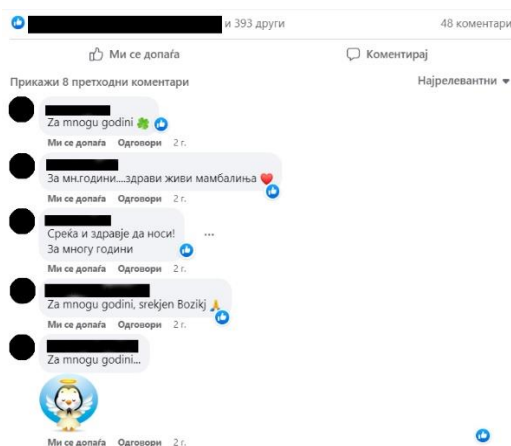 и 393 други
48 коментари
Ми се допаѓа
Коментирај
Прикажи 8 претходни коментари
Најрелевантни
Za mnogu godini
Ми се допаѓа Одговори 2 г.
За мн.години....здрави живи мамбалиња
Ми се допаѓа Одговори 2 г.
Среќа и здравје да носи!
За многу години
Ми се допаѓа Одговори 2 г.
Za mnogu godini, srekjen Bozikj
Ми се допаѓа Одговори 2 г.
Za mnogu godini...
Ми се допаѓа Одговори 2 г.